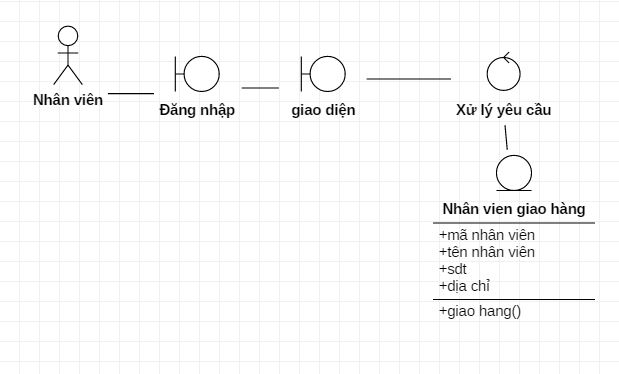 Nhân viên
Đăng nhập
giao diện
Xử lý yêu cầu
Nhân vien giao hàng
+mã nhân viên
+tên nhân viên
+sdt
+dịa chỉ
+giao hang()